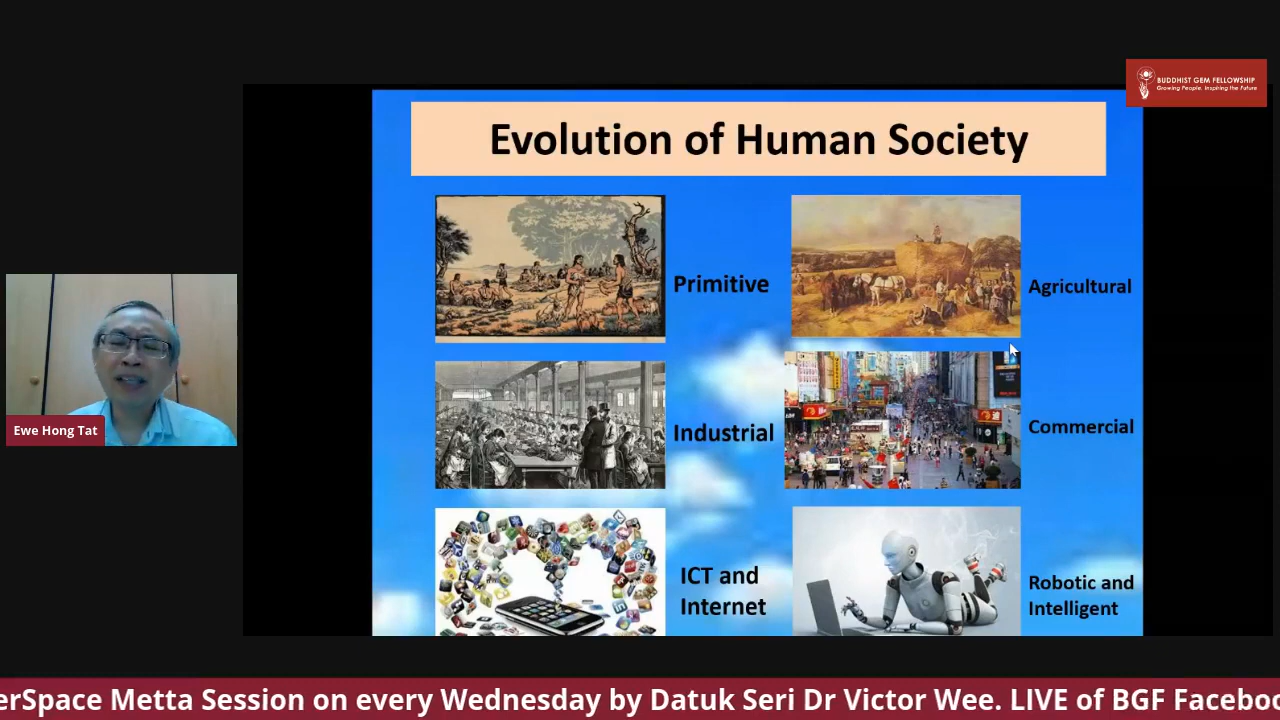 BUDDHIST GEM FELLOWSHIP
Growing People. Inspiring the Future
Evolution of Human Society
Primitive
Agricultural
Industrial
Commercial
ICT and
Internet
Robotic and
Intelligent
Ewe Hong Tat
erSpace Metta Session on every Wednesday by Datuk Seri Dr Victor Wee. LIVE of BGF Faceboo